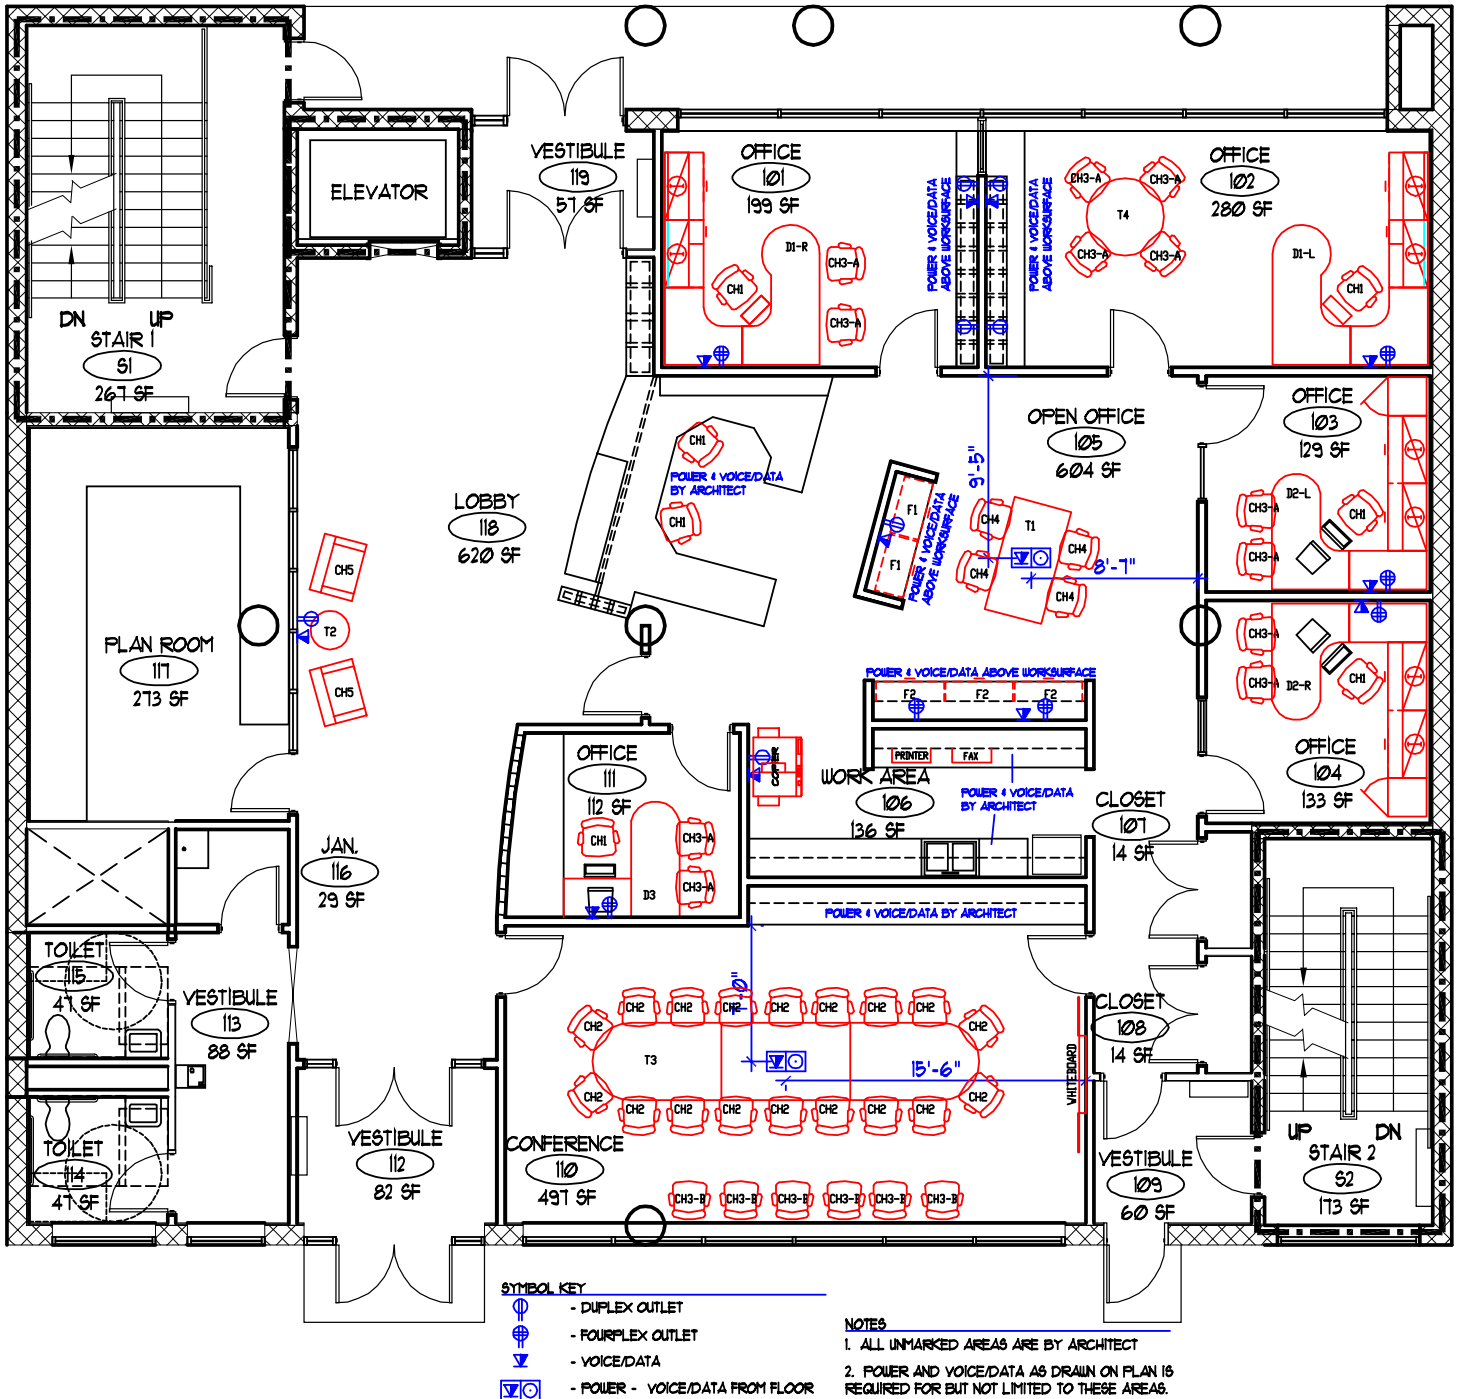 VESTIBULE
119
57 SF
ELEVATOR
OFFICE
101
199 SF
OFFICE
102
280 SF
POWER & VOICE/DATA
ABOVE WORKSURFACE
POWER & VOICE/DATA
ABOVE WORKSURFACE
D1-R
CH1
CH3-A
CH3-A
CH3-A
CH3-A
CH3-A
CH3-A
T4
D1-L
CH1
DN
UP
STAIR 1
S1
267 SF
OPEN OFFICE
105
604 SF
9'-5"
OFFICE
103
129 SF
D2-L
CH1
CH3-A
CH3-A
CH1
POWER & VOICE/DATA
BY ARCHITECT
CH1
LOBBY
118
620 SF
F1
F1
POWER & VOICE/DATA
ABOVE WORKSURFACE
CH4
CH4
T1
CH4
CH4
8'-7"
CH5
T2
CH5
PLAN ROOM
117
273 SF
CH3-A
CH3-A
D2-R
CH1
OFFICE
104
133 SF
POWER & VOICE/DATA ABOVE WORKSURFACE
F2
F2
F2
PRINTER
FAX
COPIER
WORK AREA
106
136 SF
POWER & VOICE/DATA
BY ARCHITECT
OFFICE
111
112 SF
CH1
CH3-A
CH3-A
D3
CLOSET
107
14 SF
JAN.
116
29 SF
POWER & VOICE/DATA BY ARCHITECT
TOILET
115
47 SF
VESTIBULE
113
88 SF
7'-0"
CH2
CH2
CH2
CH2
CH2
CH2
CH2
CH2
CH2
T3
15'-6"
CH2
CH2
CH2
CH2
CH2
CH2
CH2
CH2
CH2
WHITEBOARD
CLOSET
108
14 SF
TOILET
114
47 SF
VESTIBULE
112
82 SF
CONFERENCE
110
497 SF
CH3-B
CH3-B
CH3-B
CH3-B
CH3-B
CH3-B
VESTIBULE
109
60 SF
UP
DN
STAIR 2
S2
173 SF
SYMBOL KEY
- DUPLEX OUTLET
- FOURPLEX OUTLET
- VOICE/DATA
- POWER - VOICE/DATA FROM FLOOR
NOTES
1. ALL UNMARKED AREAS ARE BY ARCHITECT
2. POWER AND VOICE/DATA AS DRAWN ON PLAN IS
REQUIRED FOR BUT NOT LIMITED TO THESE AREAS.